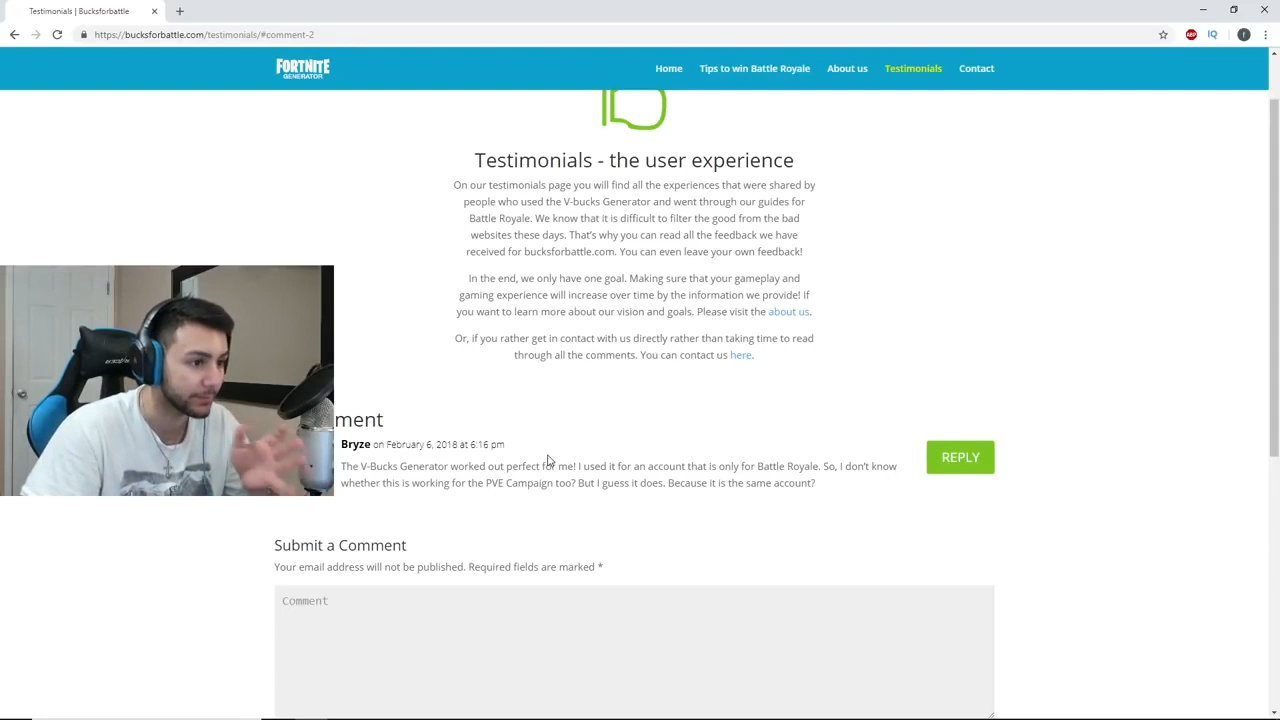 Testimonials | Bucksforbattle
https://bucksforbattle.com/testimonials/#comment-2
ABP
IQ
f
FORTNITE
GENERATOR
Home
Tips to win Battle Royale
About us
Testimonials
Contact
Testimonials - the user experience
On our testimonials page you will find all the experiences that were shared by
people who used the V-bucks Generator and went through our guides for
Battle Royale. We know that it is difficult to filter the good from the bad
websites these days. That's why you can read all the feedback we have
received for bucksforbattle.com. You can even leave your own feedback!
In the end, we only have one goal. Making sure that your gameplay and
gaming experience will increase over time by the information we provide! If
you want to learn more about our vision and goals. Please visit the about us.
Or, if you rather get in contact with us directly rather than taking time to read
through all the comments. You can contact us here.
ment
Bryze on February 6, 2018 at 6:16 pm
REPLY
The V-Bucks Generator worked out perfect for me! I used it for an account that is only for Battle Royale. So, I don't know
whether this is working for the PVE Campaign too? But I guess it does. Because it is the same account?
Submit a Comment
Your email address will not be published. Required fields are marked *
Comment